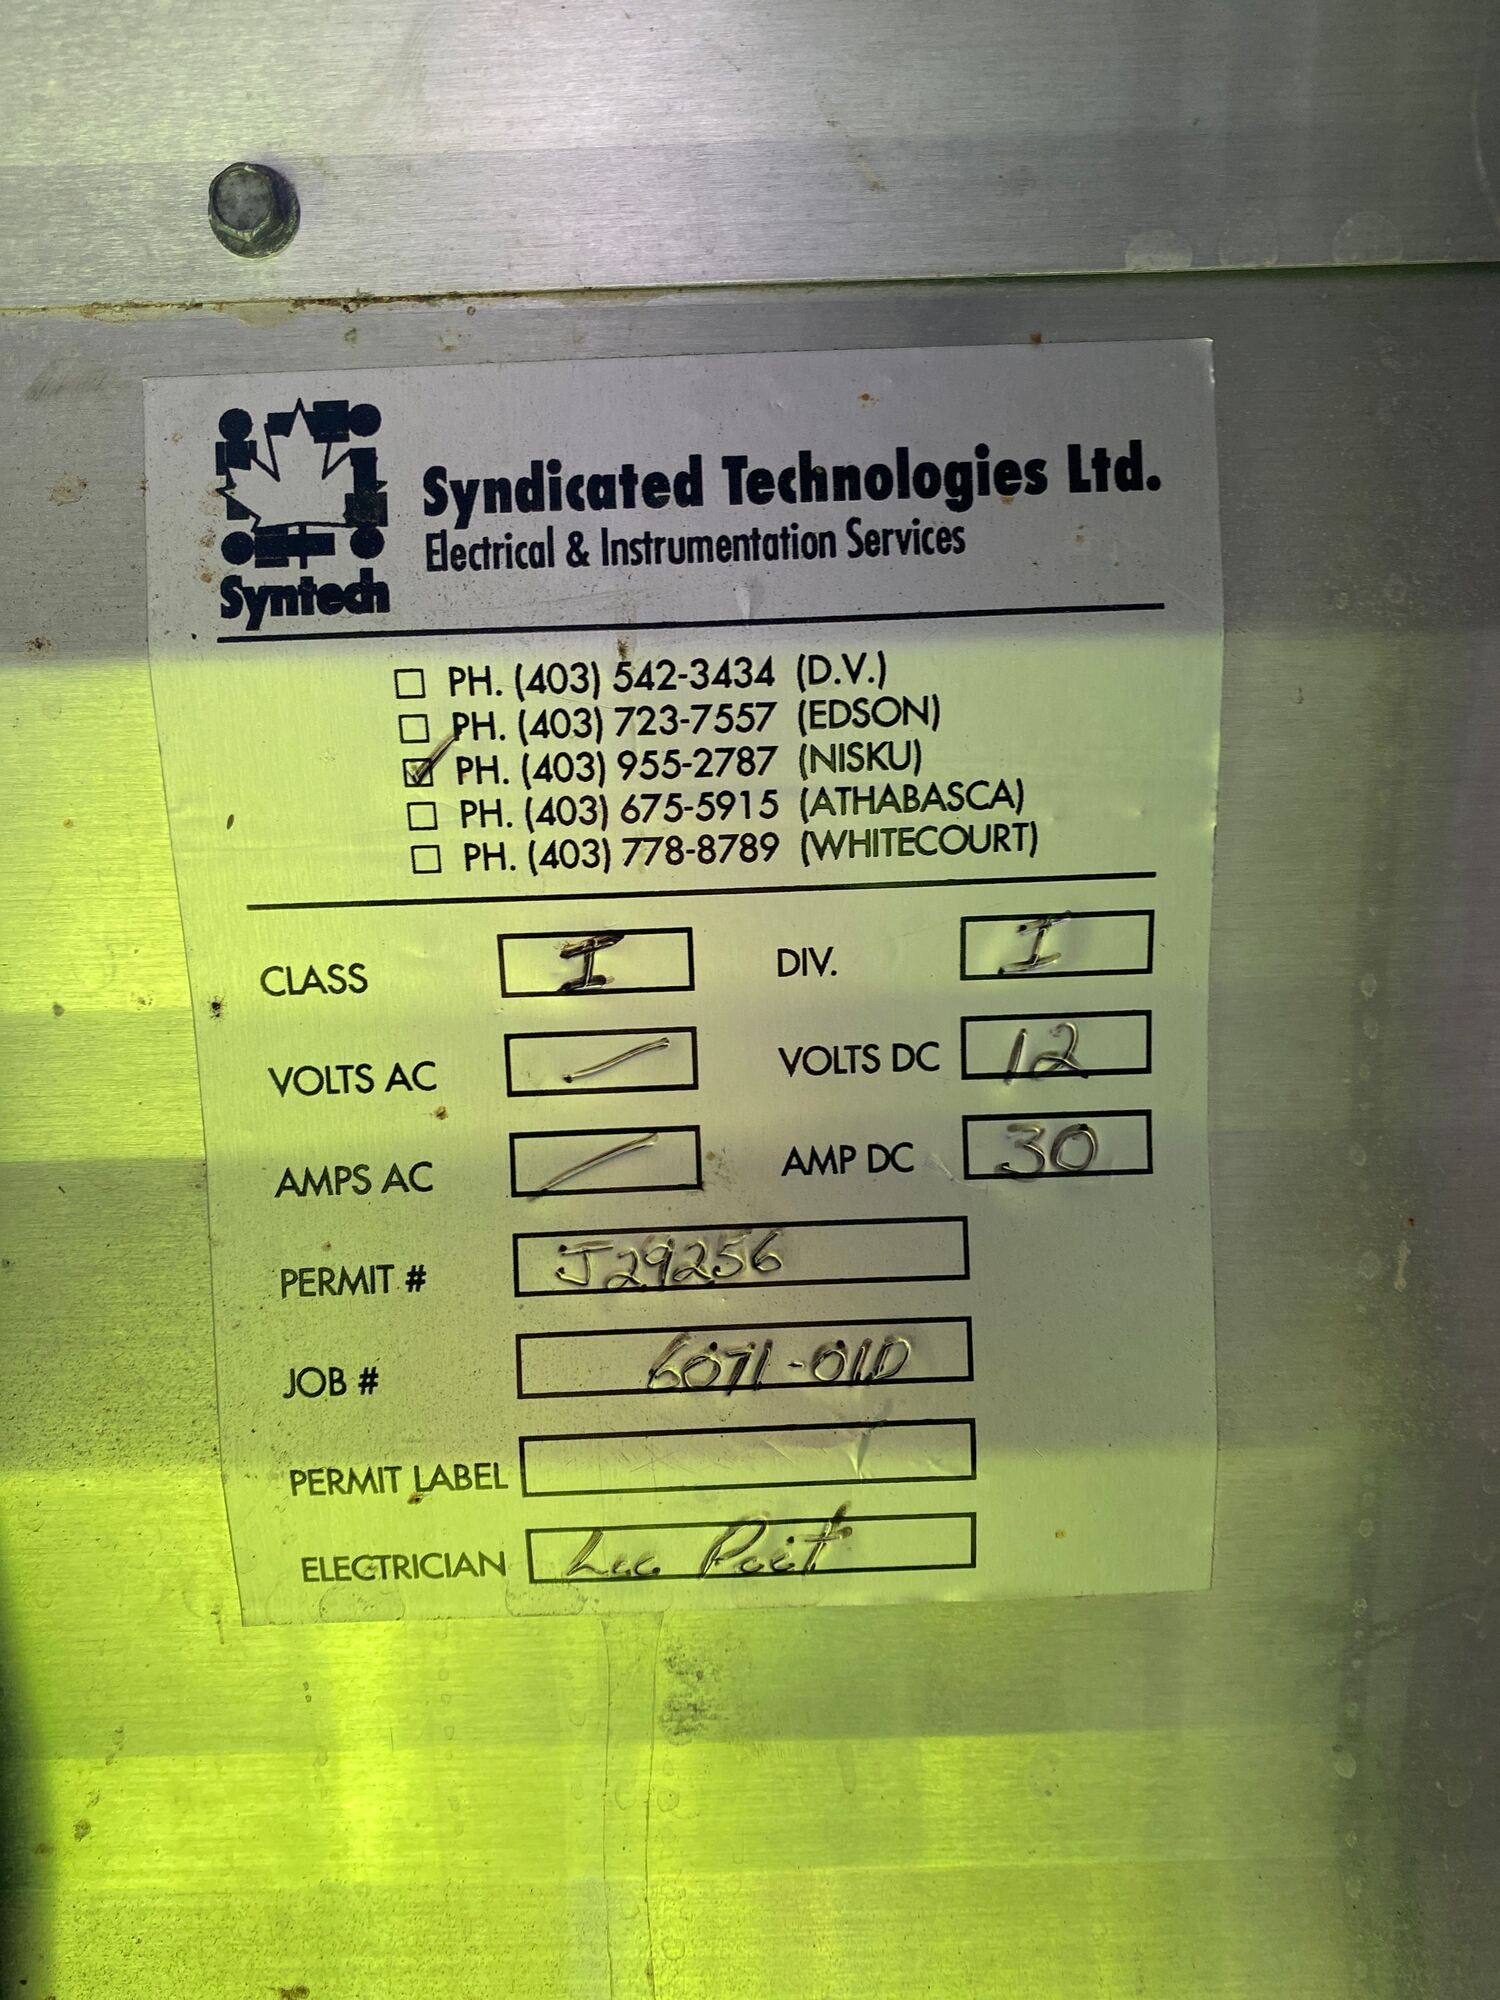 Syndicated Technologies Ltd.
Electrical & Instrumentation Services
Syntech
PH. (403) 542-3434 (D.V.)
PH. (403) 723-7557 (EDSON)
PH. (403) 955-2787 (NISKU)
PH. (403) 675-5915 (ATHABASCA)
PH. (403) 778-8789 (WHITECOURT)
CLASS I DIV. I
VOLTS AC VOLTS DC 12
AMPS AC AMP DC 30
PERMIT # J29256
JOB # 6071-01D
PERMIT LABEL
ELECTRICIAN